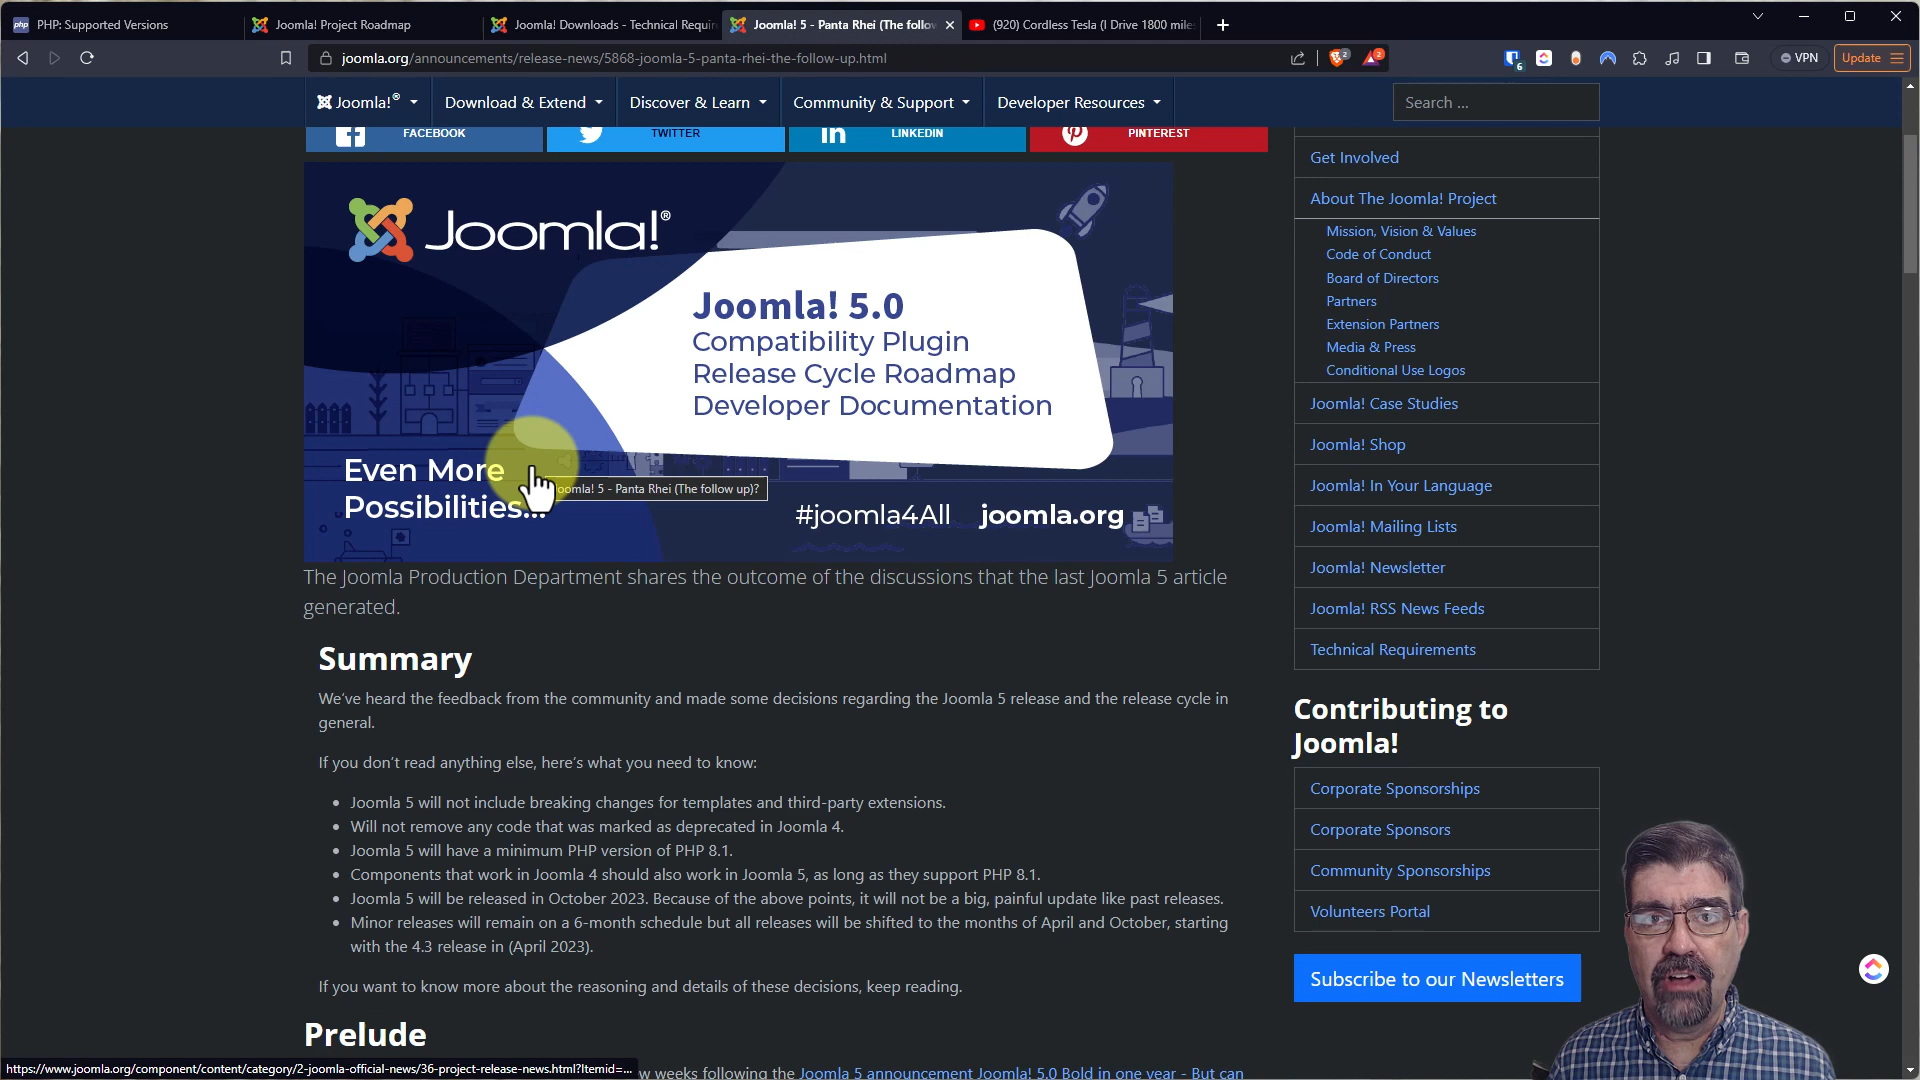 PHP: Supported Versions
Joomla! Project Roadmap
Joomla! Downloads - Technical Requir
Joomla! 5 - Panta Rhei (The follow
(920) Cordless Tesla (I Drive 1800 miles
joomla.org/announcements/release-news/5868-joomla-5-panta-rhei-the-follow-up.html
2
2
6
VPN
Update
Joomla!®
Download & Extend
Discover & Learn
Community & Support
Developer Resources
Search ...
FACEBOOK
TWITTER
LINKEDIN
PINTEREST
Joomla!®
Joomla! 5.0
Compatibility Plugin
Release Cycle Roadmap
Developer Documentation
Even More
Possibilities...
Joomla! 5 - Panta Rhei (The follow up)?
#joomla4All joomla.org
The Joomla Production Department shares the outcome of the discussions that the last Joomla 5 article
generated.
Summary
We've heard the feedback from the community and made some decisions regarding the Joomla 5 release and the release cycle in
general.
If you don't read anything else, here's what you need to know:
Joomla 5 will not include breaking changes for templates and third-party extensions.
Will not remove any code that was marked as deprecated in Joomla 4.
Joomla 5 will have a minimum PHP version of PHP 8.1.
Components that work in Joomla 4 should also work in Joomla 5, as long as they support PHP 8.1.
Joomla 5 will be released in October 2023. Because of the above points, it will not be a big, painful update like past releases.
Minor releases will remain on a 6-month schedule but all releases will be shifted to the months of April and October, starting
with the 4.3 release in (April 2023).
If you want to know more about the reasoning and details of these decisions, keep reading.
Prelude
w weeks following the Joomla 5 announcement Joomla! 5.0 Bold in one year - But can
https://www.joomla.org/component/content/category/2-joomla-official-news/36-project-release-news.html?Itemid=...
Get Involved
About The Joomla! Project
Mission, Vision & Values
Code of Conduct
Board of Directors
Partners
Extension Partners
Media & Press
Conditional Use Logos
Joomla! Case Studies
Joomla! Shop
Joomla! In Your Language
Joomla! Mailing Lists
Joomla! Newsletter
Joomla! RSS News Feeds
Technical Requirements
Contributing to
Joomla!
Corporate Sponsorships
Corporate Sponsors
Community Sponsorships
Volunteers Portal
Subscribe to our Newsletters